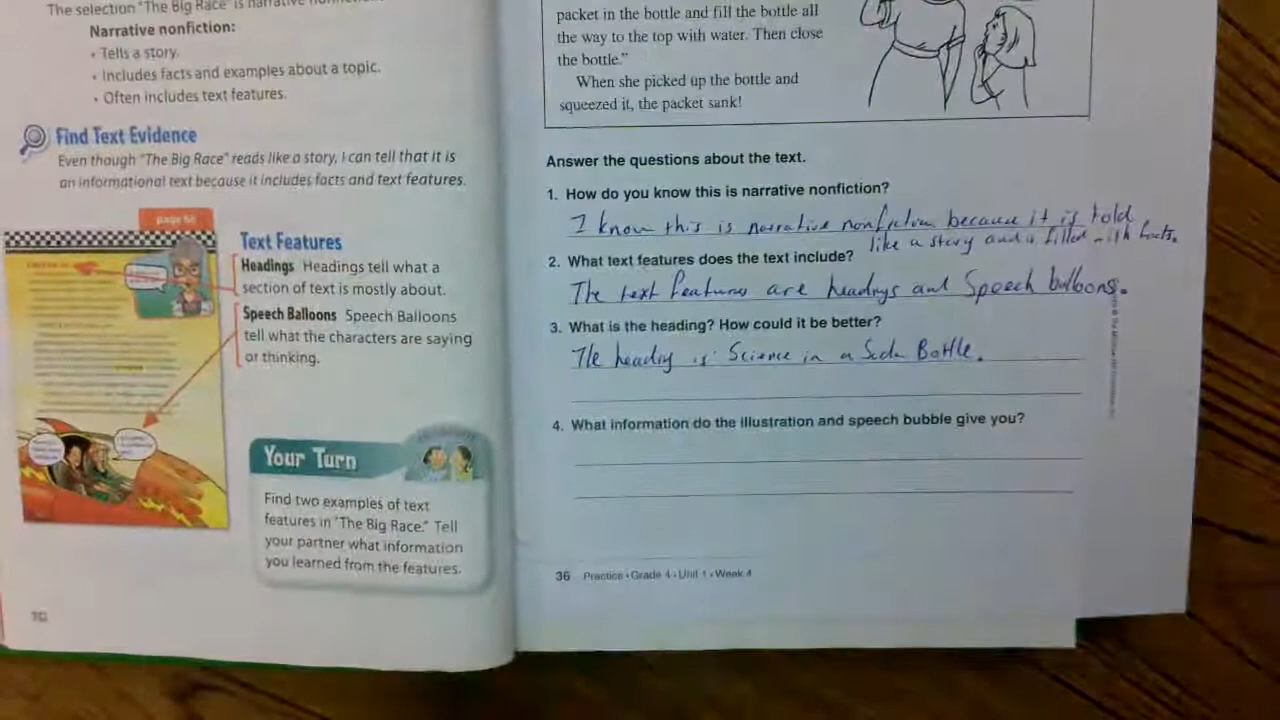 The selection "The Big Race" is narrative nonfiction.
Narrative nonfiction:
• Tells a story.
• Includes facts and examples about a topic.
• Often includes text features.
Find Text Evidence
Even though "The Big Race" reads like a story, I can tell that it is
an informational text because it includes facts and text features.
page 66
Text Features
Headings Headings tell what a
section of text is mostly about.
Speech Balloons Speech Balloons
tell what the characters are saying
or thinking.
Your Turn
Find two examples of text
features in "The Big Race." Tell
your partner what information
you learned from the features.
70
packet in the bottle and fill the bottle all
the way to the top with water. Then close
the bottle."
When she picked up the bottle and
squeezed it, the packet sank!
Answer the questions about the text.
1. How do you know this is narrative nonfiction?
I know this is narrative nonfiction because it is told
like a story and is filled with facts.
2. What text features does the text include?
The text features are headings and Speech bulloons.
3. What is the heading? How could it be better?
The heading is Science in a Soda Bottle.
4. What information do the illustration and speech bubble give you?
36 Practice • Grade 4 • Unit 1 • Week 4